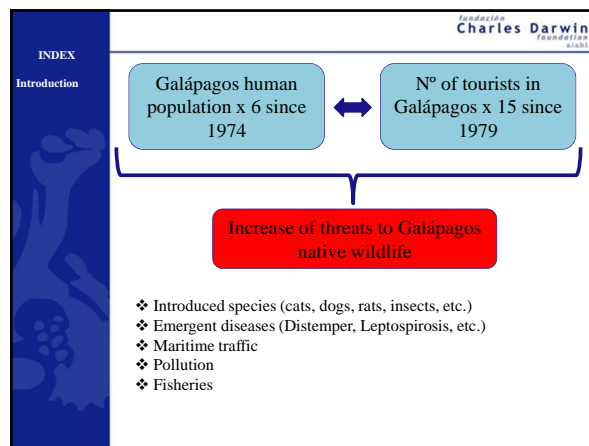 fundación
Charles Darwin
foundation
aisbl
INDEX
Introduction
Galápagos human
population x 6 since
1974
Nº of tourists in
Galápagos x 15 since
1979
Increase of threats to Galápagos
native wildlife
❖ Introduced species (cats, dogs, rats, insects, etc.)
❖ Emergent diseases (Distemper, Leptospirosis, etc.)
❖ Maritime traffic
❖ Pollution
❖ Fisheries